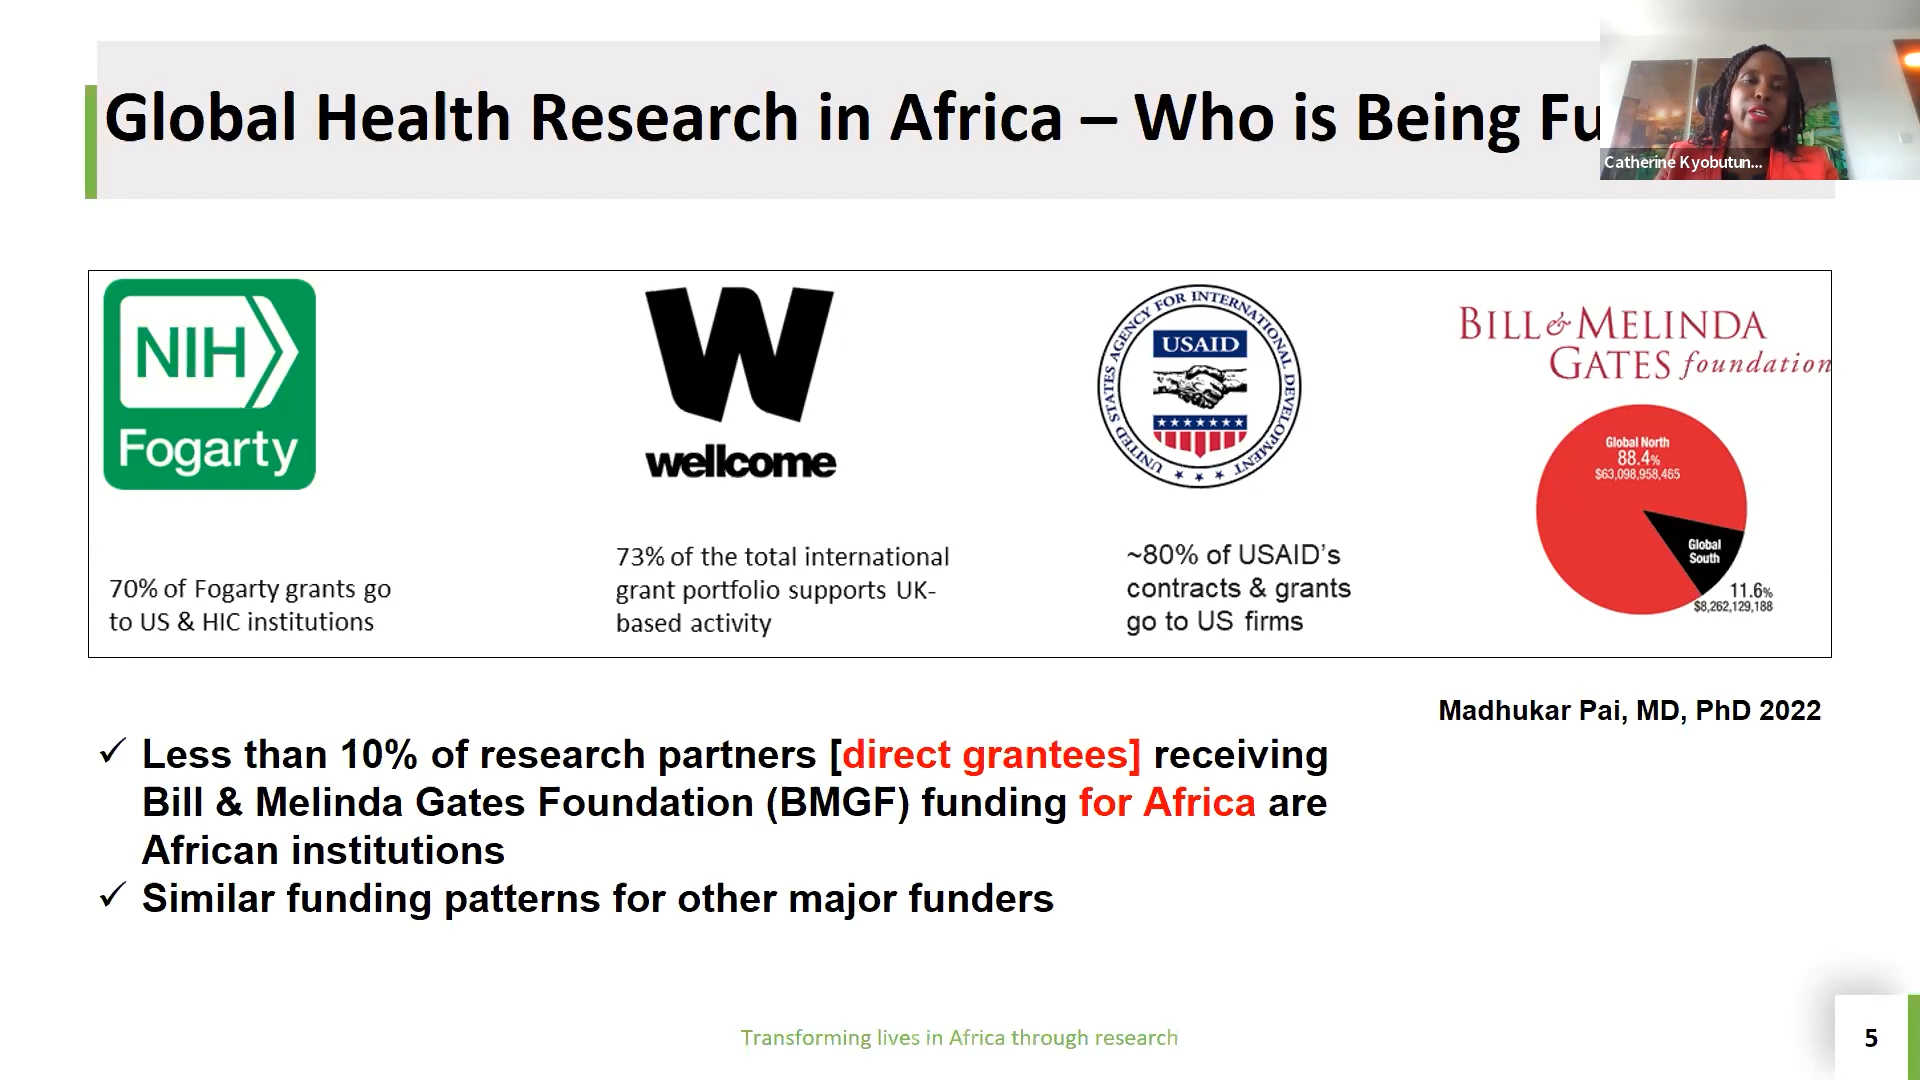 Global Health Research in Africa – Who is Being Fu
Catherine Kyobutun...
NIH
Fogarty
70% of Fogarty grants go
to US & HIC institutions
W
wellcome
73% of the total international
grant portfolio supports UK-
based activity
UNITED STATES AGENCY FOR INTERNATIONAL DEVELOPMENT
USAID
~80% of USAID's
contracts & grants
go to US firms
BILL & MELINDA
GATES foundation
Global North
88.4%
$63,098,958,465
Global
South
11.6%
$8,262,129,188
Madhukar Pai, MD, PhD 2022
✓ Less than 10% of research partners [direct grantees] receiving
Bill & Melinda Gates Foundation (BMGF) funding for Africa are
African institutions
✓ Similar funding patterns for other major funders
Transforming lives in Africa through research
5